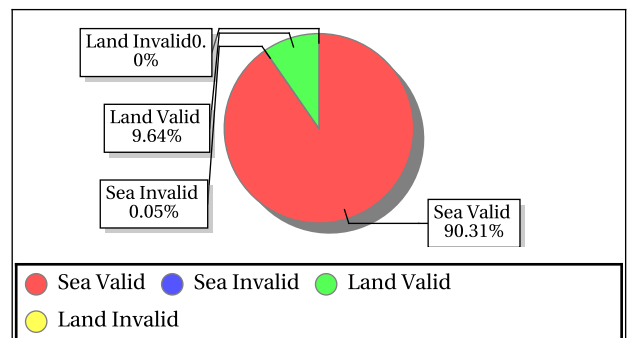 Land Invalid0.
0%
Land Valid
9.64%
Sea Invalid
0.05%
Sea Valid
90.31%
Sea Valid Sea Invalid Land Valid
Land Invalid